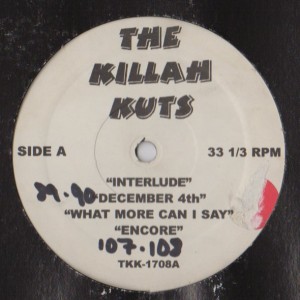 THE
KILLAH
KUTS
SIDE A
33 1/3 RPM
"INTERLUDE"
89.90 DECEMBER 4th"
"WHAT MORE CAN I SAY"
"ENCORE"
107.108
TKK-1708A